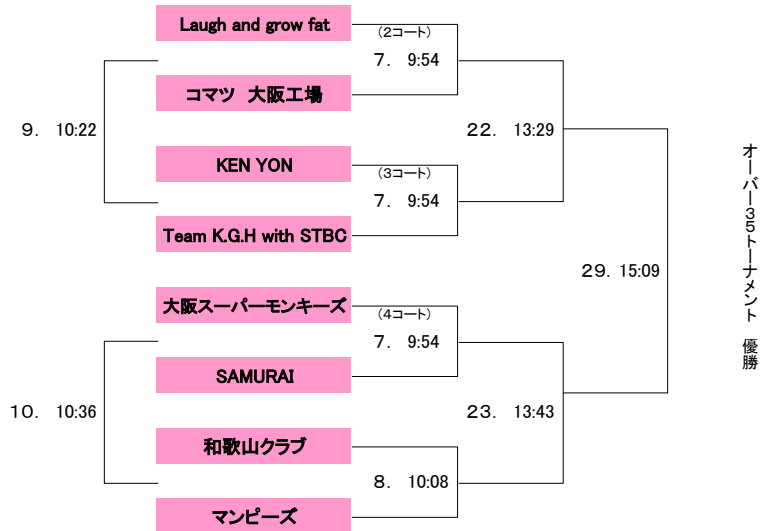 Laugh and grow fat
(2コート)
7. 9:54
コマツ 大阪工場
9. 10:22
22. 13:29
KEN YON
(3コート)
7. 9:54
Team K.G.H with STBC
29. 15:09
オーバー35トーナメント 優勝
大阪スーパーモンキーズ
(4コート)
7. 9:54
SAMURAI
10. 10:36
23. 13:43
和歌山クラブ
8. 10:08
マンピーズ